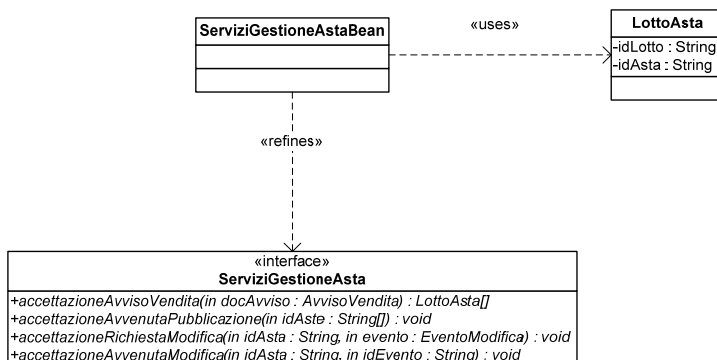 ServiziGestioneAstaBean
«uses»
LottoAsta
-idLotto : String
-idAsta : String
«refines»
«interface»
ServiziGestioneAsta
+accettazioneAvvisoVendita(in docAvviso : AvvisoVendita) : LottoAsta[]
+accettazioneAvvenutaPubblicazione(in idAste : String[]) : void
+accettazioneRichiestaModifica(in idAsta : String, in evento : EventoModifica) : void
+accettazioneAvvenutaModifica(in idAsta : String, in idEvento : String) : void